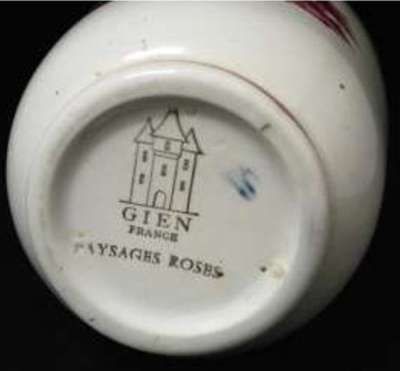 GIEN
FRANCE
PAYSAGES ROSES